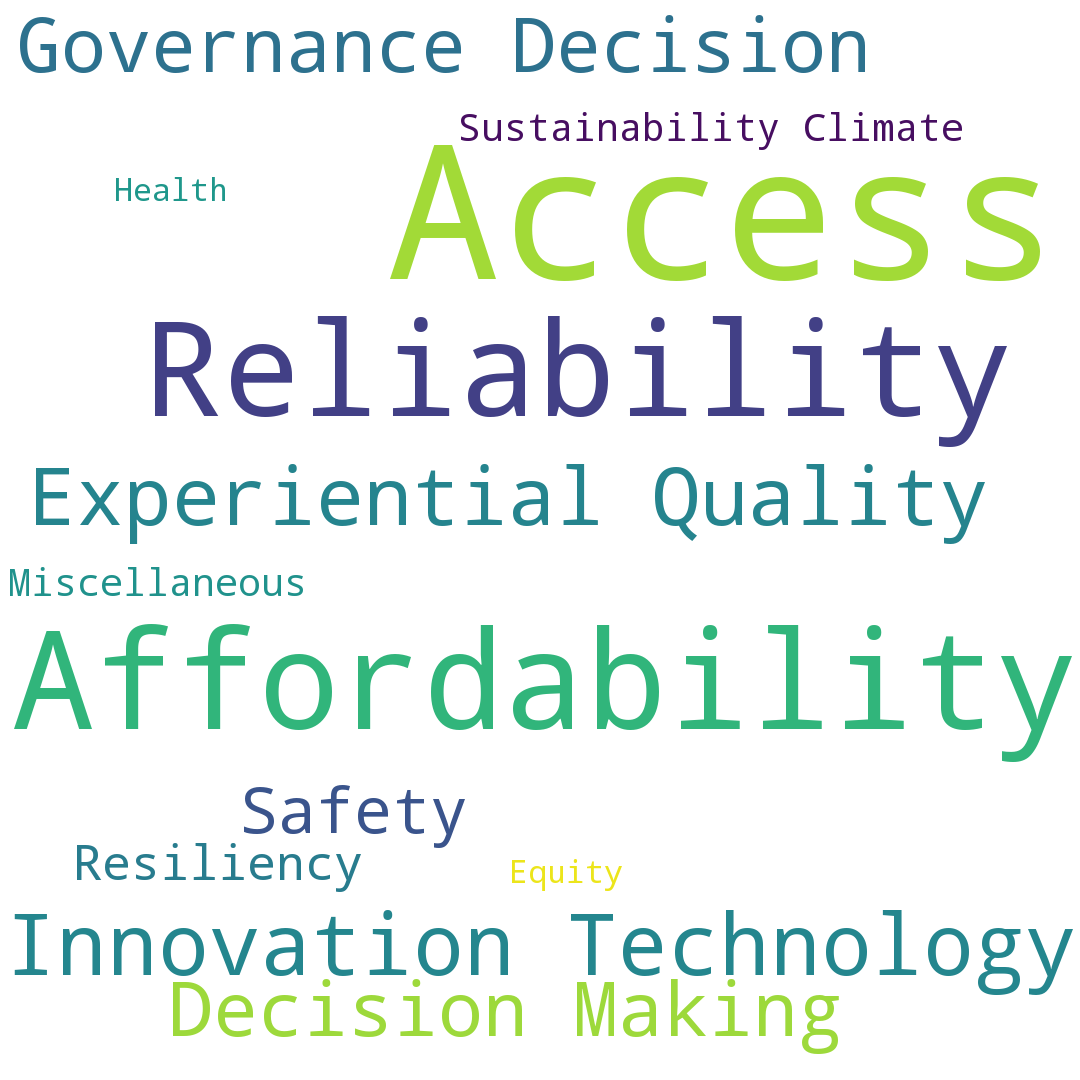 Governance Decision
Sustainability Climate
Health
Access
Reliability
Experiential Quality
Miscellaneous
Affordability
Safety
Resiliency
Equity
Innovation Technology
Decision Making